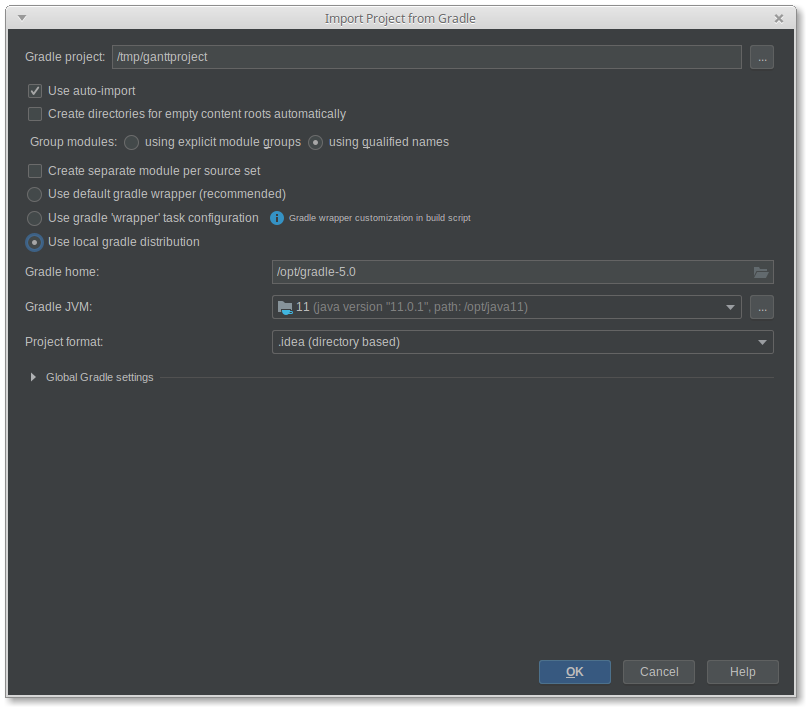 Import Project from Gradle
Gradle project: /tmp/ganttproject ...
Use auto-import
Create directories for empty content roots automatically
Group modules: using explicit module groups using qualified names
Create separate module per source set
Use default gradle wrapper (recommended)
Use gradle 'wrapper' task configuration Gradle wrapper customization in build script
Use local gradle distribution
Gradle home: /opt/gradle-5.0
Gradle JVM: 11 (java version "11.0.1", path: /opt/java11) ...
Project format: .idea (directory based)
Global Gradle settings
OK Cancel Help